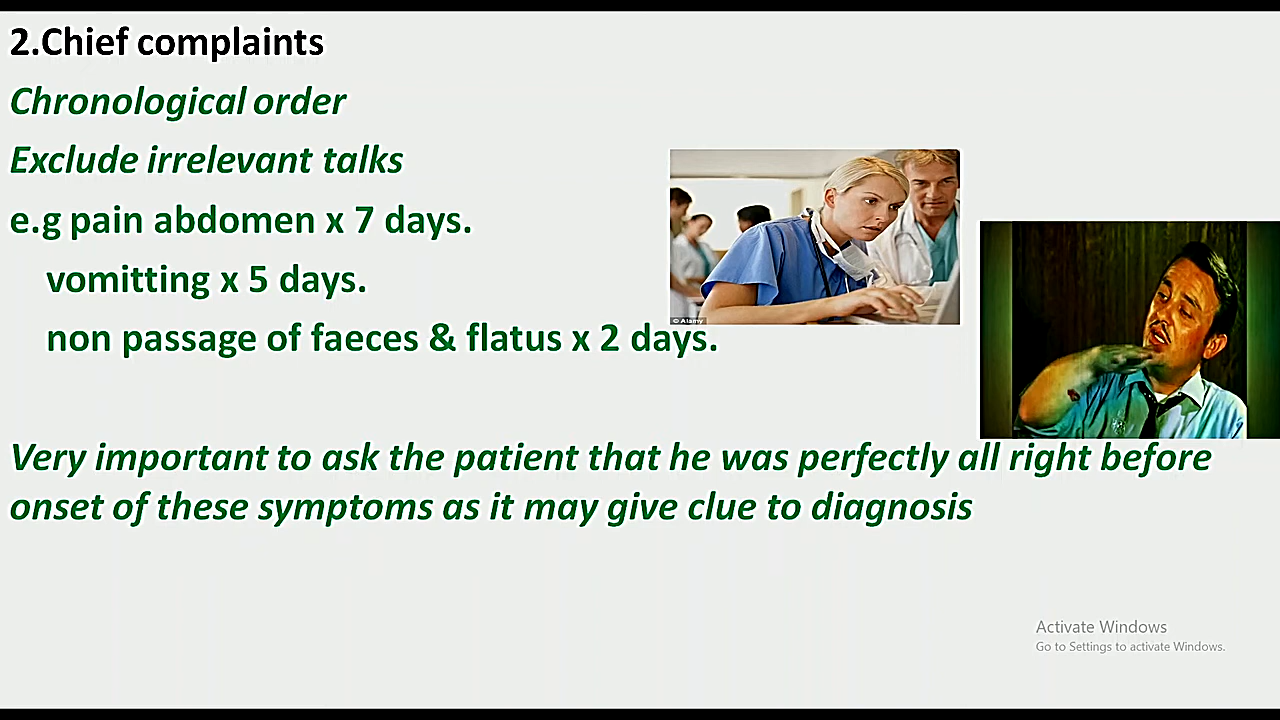 2.Chief complaints
Chronological order
Exclude irrelevant talks
e.g pain abdomen x 7 days.
vomitting x 5 days.
non passage of faeces & flatus x 2 days.
© Alamy
Very important to ask the patient that he was perfectly all right before
onset of these symptoms as it may give clue to diagnosis
Activate Windows
Go to Settings to activate Windows.